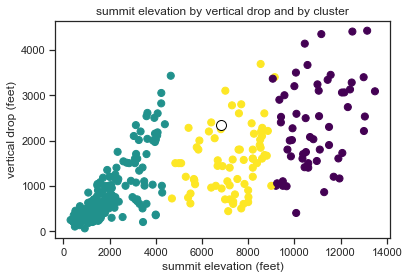 summit elevation by vertical drop and by cluster
vertical drop (feet)
4000
3000
2000
1000
0
0 2000 4000 6000 8000 10000 12000 14000
summit elevation (feet)